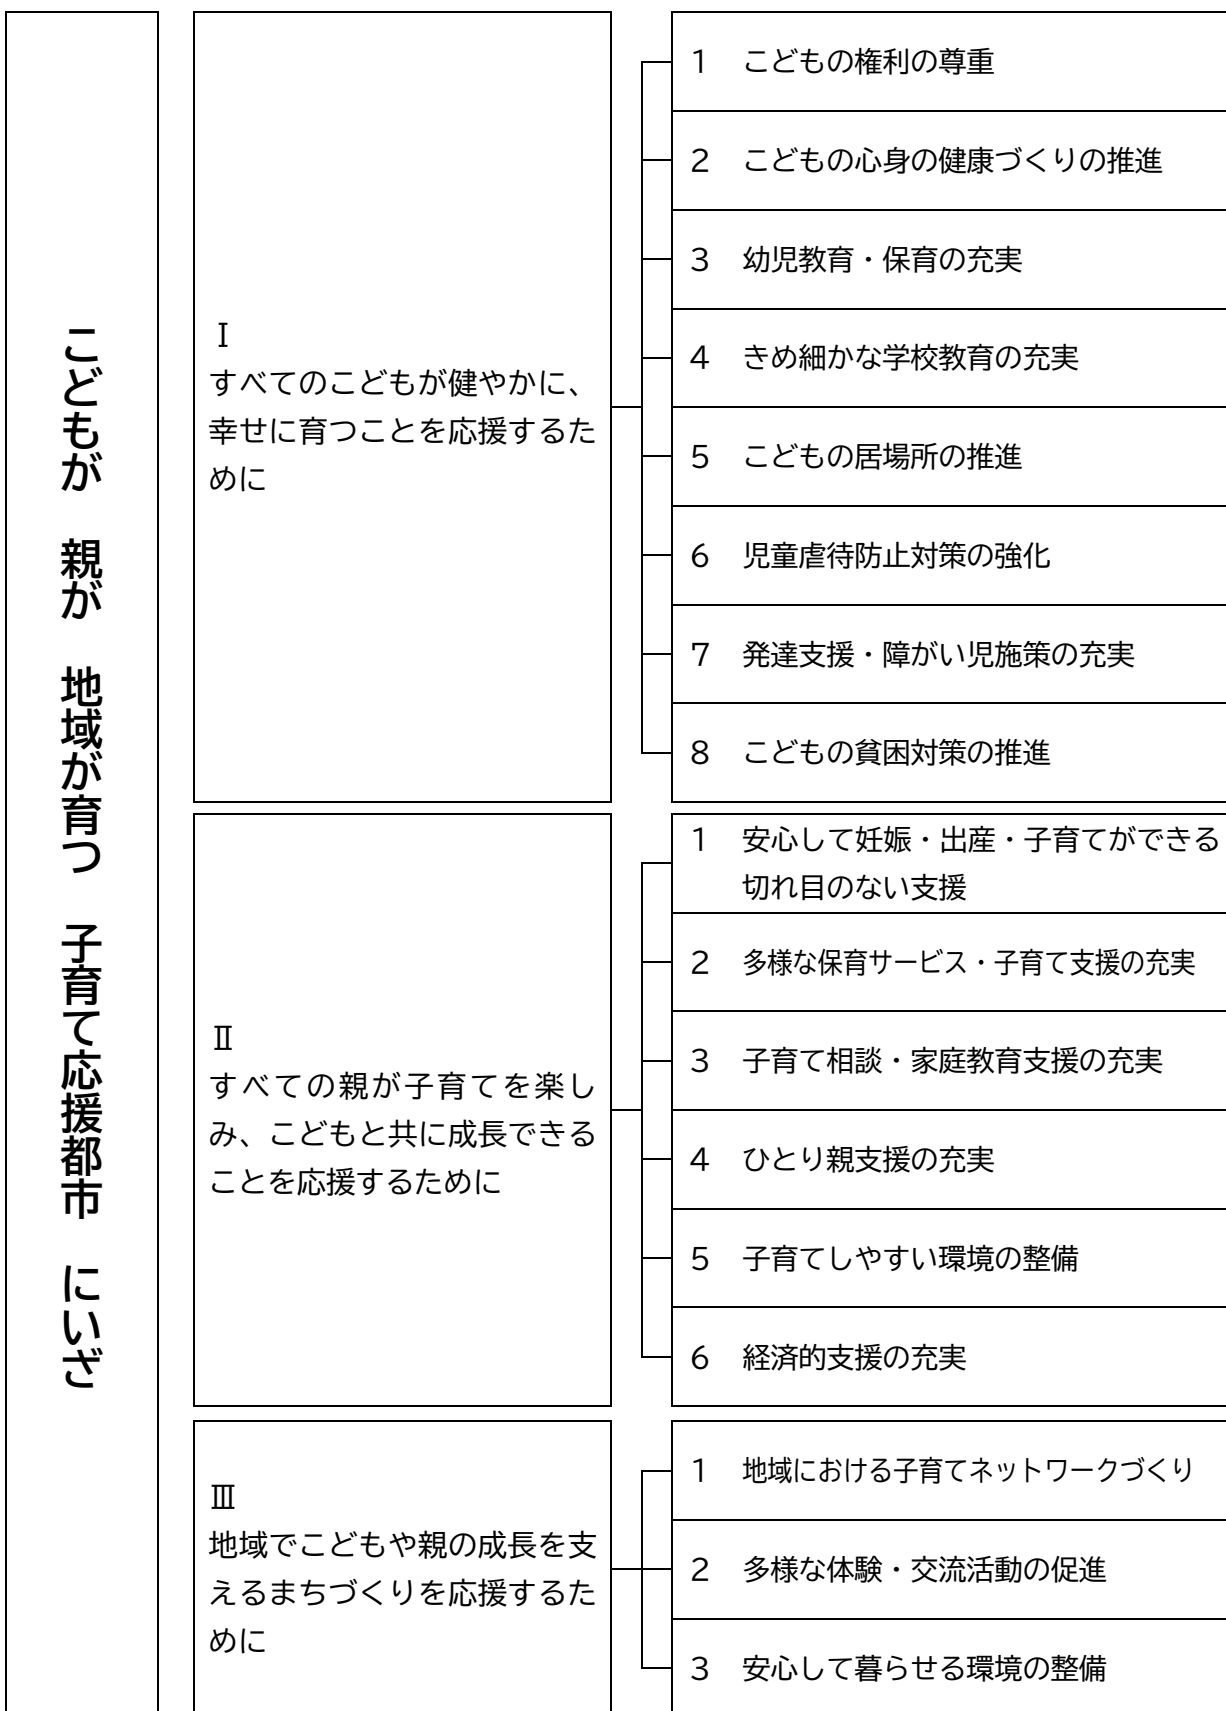 こどもが　親が　地域が育つ　子育て応援都市　にいざ
Ⅰ
すべてのこどもが健やかに、
幸せに育つことを応援するた
めに
1　こどもの権利の尊重
2　こどもの心身の健康づくりの推進
3　幼児教育・保育の充実
4　きめ細かな学校教育の充実
5　こどもの居場所の推進
6　児童虐待防止対策の強化
7　発達支援・障がい児施策の充実
8　こどもの貧困対策の推進
Ⅱ
すべての親が子育てを楽し
み、こどもと共に成長できる
ことを応援するために
1　安心して妊娠・出産・子育てができる
切れ目のない支援
2　多様な保育サービス・子育て支援の充実
3　子育て相談・家庭教育支援の充実
4　ひとり親支援の充実
5　子育てしやすい環境の整備
6　経済的支援の充実
Ⅲ
地域でこどもや親の成長を支
えるまちづくりを応援するた
めに
1　地域における子育てネットワークづくり
2　多様な体験・交流活動の促進
3　安心して暮らせる環境の整備